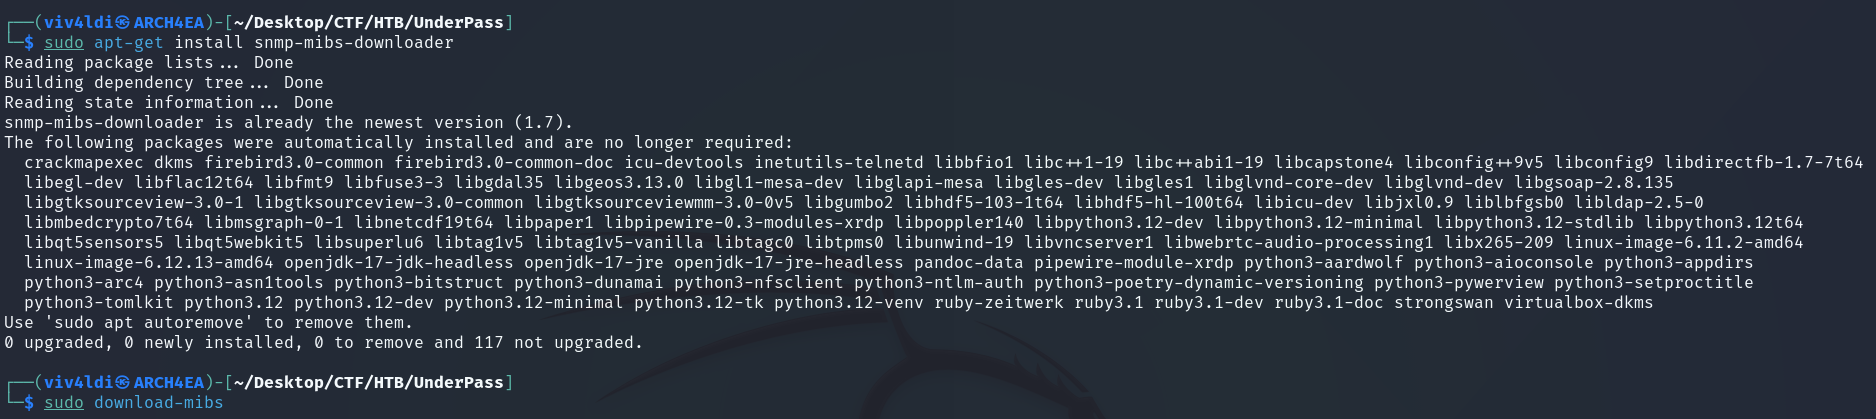 ┌──(viv4ldi㉿ARCH4EA)-[~/Desktop/CTF/HTB/UnderPass]
└─$ sudo apt-get install snmp-mibs-downloader
Reading package lists... Done
Building dependency tree... Done
Reading state information... Done
snmp-mibs-downloader is already the newest version (1.7).
The following packages were automatically installed and are no longer required:
  crackmapexec dkms firebird3.0-common firebird3.0-common-doc icu-devtools inetutils-telnetd libbfio1 libc++1-19 libc++abi1-19 libcapstone4 libconfig++9v5 libconfig9 libdirectfb-1.7-7t64
  libegl-dev libflac12t64 libfmt9 libfuse3-3 libgdal35 libgeos3.13.0 libgl1-mesa-dev libglapi-mesa libgles-dev libgles1 libglvnd-core-dev libglvnd-dev libgsoap-2.8.135
  libgtksourceview-3.0-1 libgtksourceview-3.0-common libgtksourceviewmm-3.0-0v5 libgumbo2 libhdf5-103-1t64 libhdf5-hl-100t64 libicu-dev libjxl0.9 liblbfgsb0 libldap-2.5-0
  libmbedcrypto7t64 libmsgraph-0-1 libnetcdf19t64 libpaper1 libpipewire-0.3-modules-xrdp libpoppler140 libpython3.12-dev libpython3.12-minimal libpython3.12-stdlib libpython3.12t64
  libqt5sensors5 libqt5webkit5 libsuperlu6 libtag1v5 libtag1v5-vanilla libtagc0 libtpms0 libunwind-19 libvncserver1 libwebrtc-audio-processing1 libx265-209 linux-image-6.11.2-amd64
  linux-image-6.12.13-amd64 openjdk-17-jdk-headless openjdk-17-jre openjdk-17-jre-headless pandoc-data pipewire-module-xrdp python3-aardwolf python3-aioconsole python3-appdirs
  python3-arc4 python3-asn1tools python3-bitstruct python3-dunamai python3-nfsclient python3-ntlm-auth python3-poetry-dynamic-versioning python3-pywerview python3-setproctitle
  python3-tomlkit python3.12 python3.12-dev python3.12-minimal python3.12-tk python3.12-venv ruby-zeitwerk ruby3.1 ruby3.1-dev ruby3.1-doc strongswan virtualbox-dkms
Use 'sudo apt autoremove' to remove them.
0 upgraded, 0 newly installed, 0 to remove and 117 not upgraded.
┌──(viv4ldi㉿ARCH4EA)-[~/Desktop/CTF/HTB/UnderPass]
└─$ sudo download-mibs